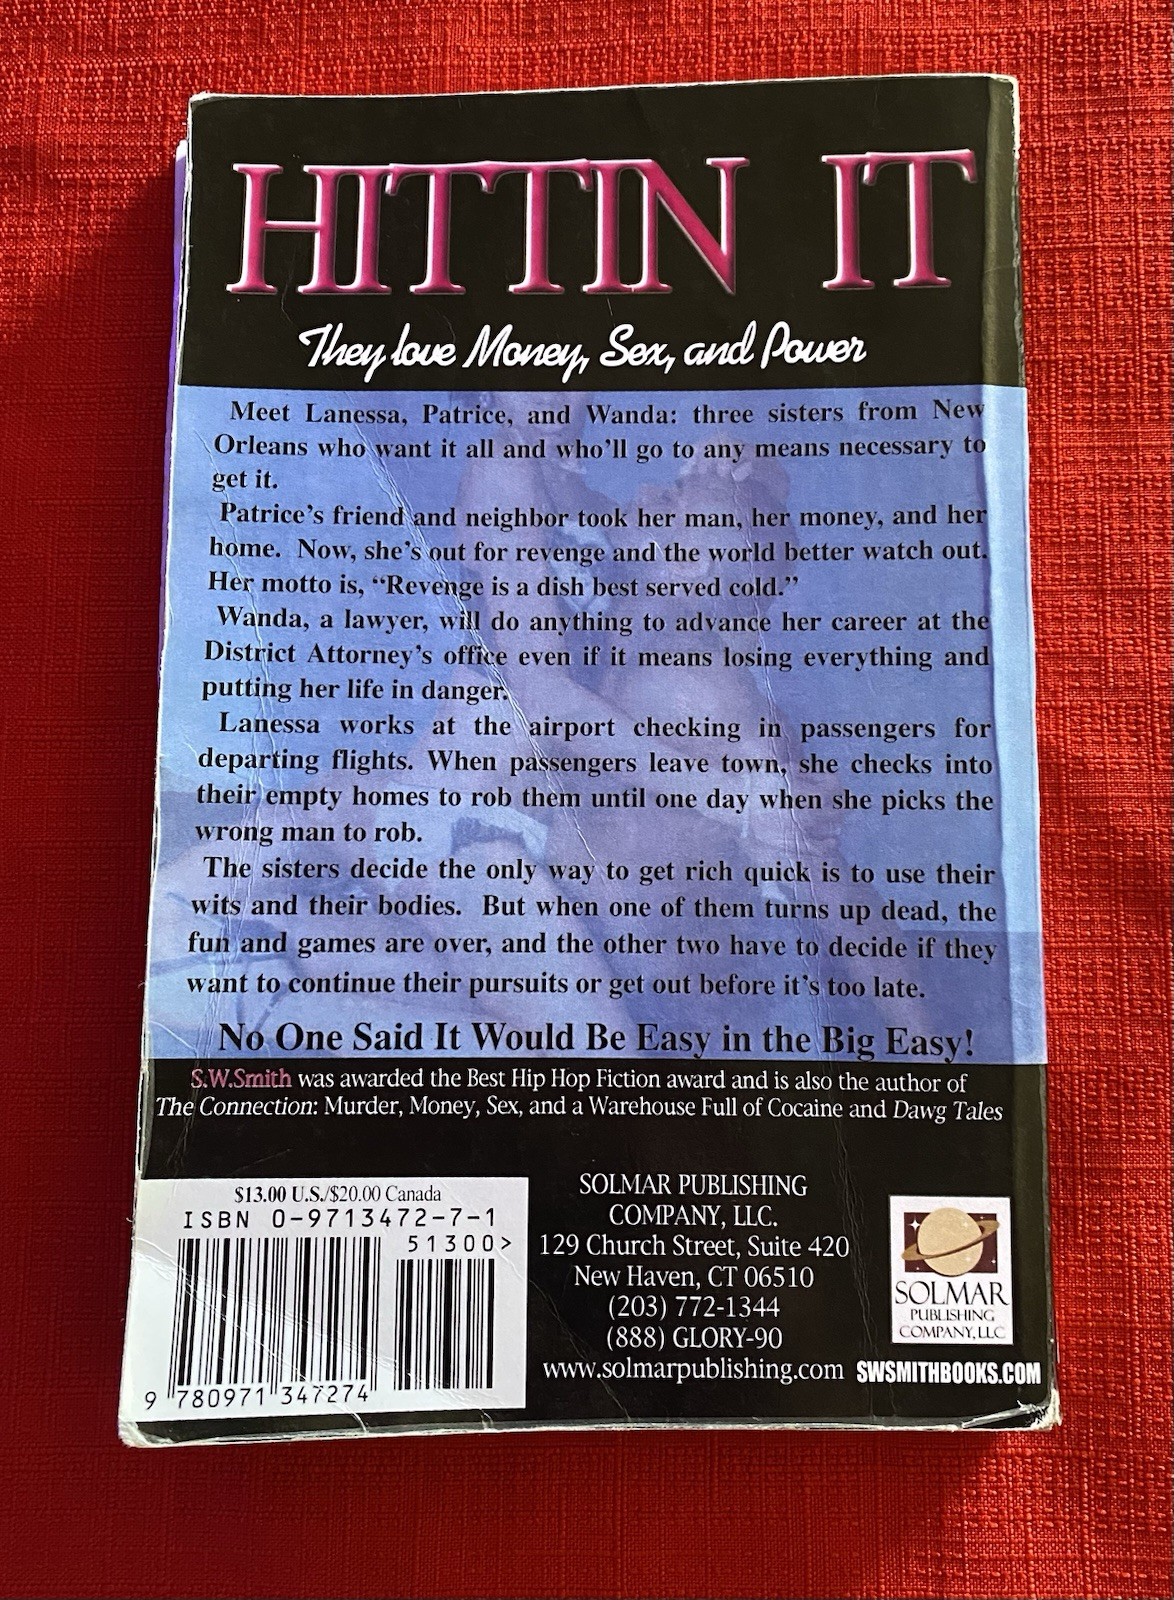 HITTIN IT
They love Money, Sex, and Power
Meet Lanessa, Patrice, and Wanda: three sisters from New
Orleans who want it all and who'll go to any means necessary to
get it.
Patrice's friend and neighbor took her man, her money, and her
home. Now, she's out for revenge and the world better watch out.
Her motto is, “Revenge is a dish best served cold.”
Wanda, a lawyer, will do anything to advance her career at the
District Attorney's office even if it means losing everything and
putting her life in danger.
Lanessa works at the airport checking in passengers for
departing flights. When passengers leave town, she checks into
their empty homes to rob them until one day when she picks the
wrong man to rob.
The sisters decide the only way to get rich quick is to use their
wits and their bodies. But when one of them turns up dead, the
fun and games are over, and the other two have to decide if they
want to continue their pursuits or get out before it's too late.
No One Said It Would Be Easy in the Big Easy!
S.W.Smith was awarded the Best Hip Hop Fiction award and is also the author of
The Connection: Murder, Money, Sex, and a Warehouse Full of Cocaine and Dawg Tales
$13.00 U.S./$20.00 Canada
ISBN 0-9713472-7-1
51300>
9 780971 347274
SOLMAR PUBLISHING
COMPANY, LLC.
129 Church Street, Suite 420
New Haven, CT 06510
(203) 772-1344
(888) GLORY-90
www.solmarpublishing.com
SOLMAR
PUBLISHING
COMPANY, LLC
SWSMITHBOOKS.COM